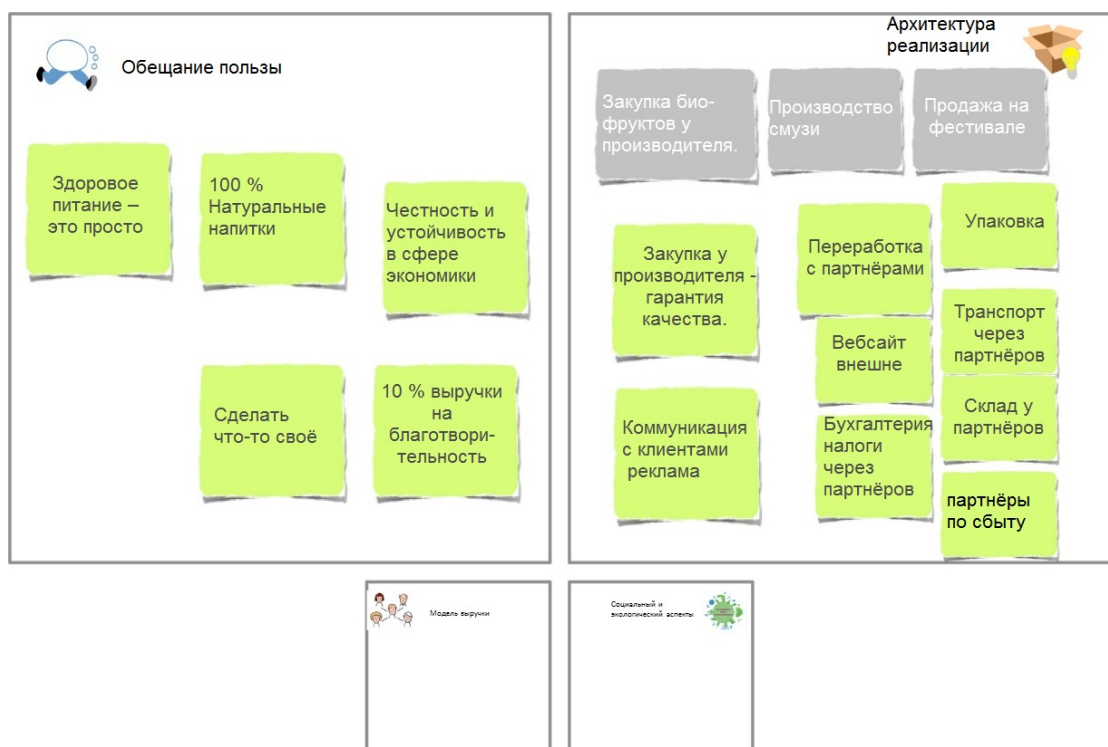 Обещание пользы
Здоровое
питание –
это просто
100 %
Натуральные
напитки
Честность и
устойчивость
в сфере
экономики
Сделать
что-то своё
10 % выручки
на
благотвори-
тельность
Архитектура
реализации
Закупка био-
фруктов у
производителя.
Производство
смузи
Продажа на
фестивале
Закупка у
производителя -
гарантия
качества.
Коммуникация
с клиентами
реклама
Переработка
с партнёрами
Вебсайт
внешне
Бухгалтерия
налоги
через
партнёров
Упаковка
Транспорт
через
партнёров
Склад у
партнёров
партнёры
по сбыту
Модель выручки
Социальный и
экологический аспекты